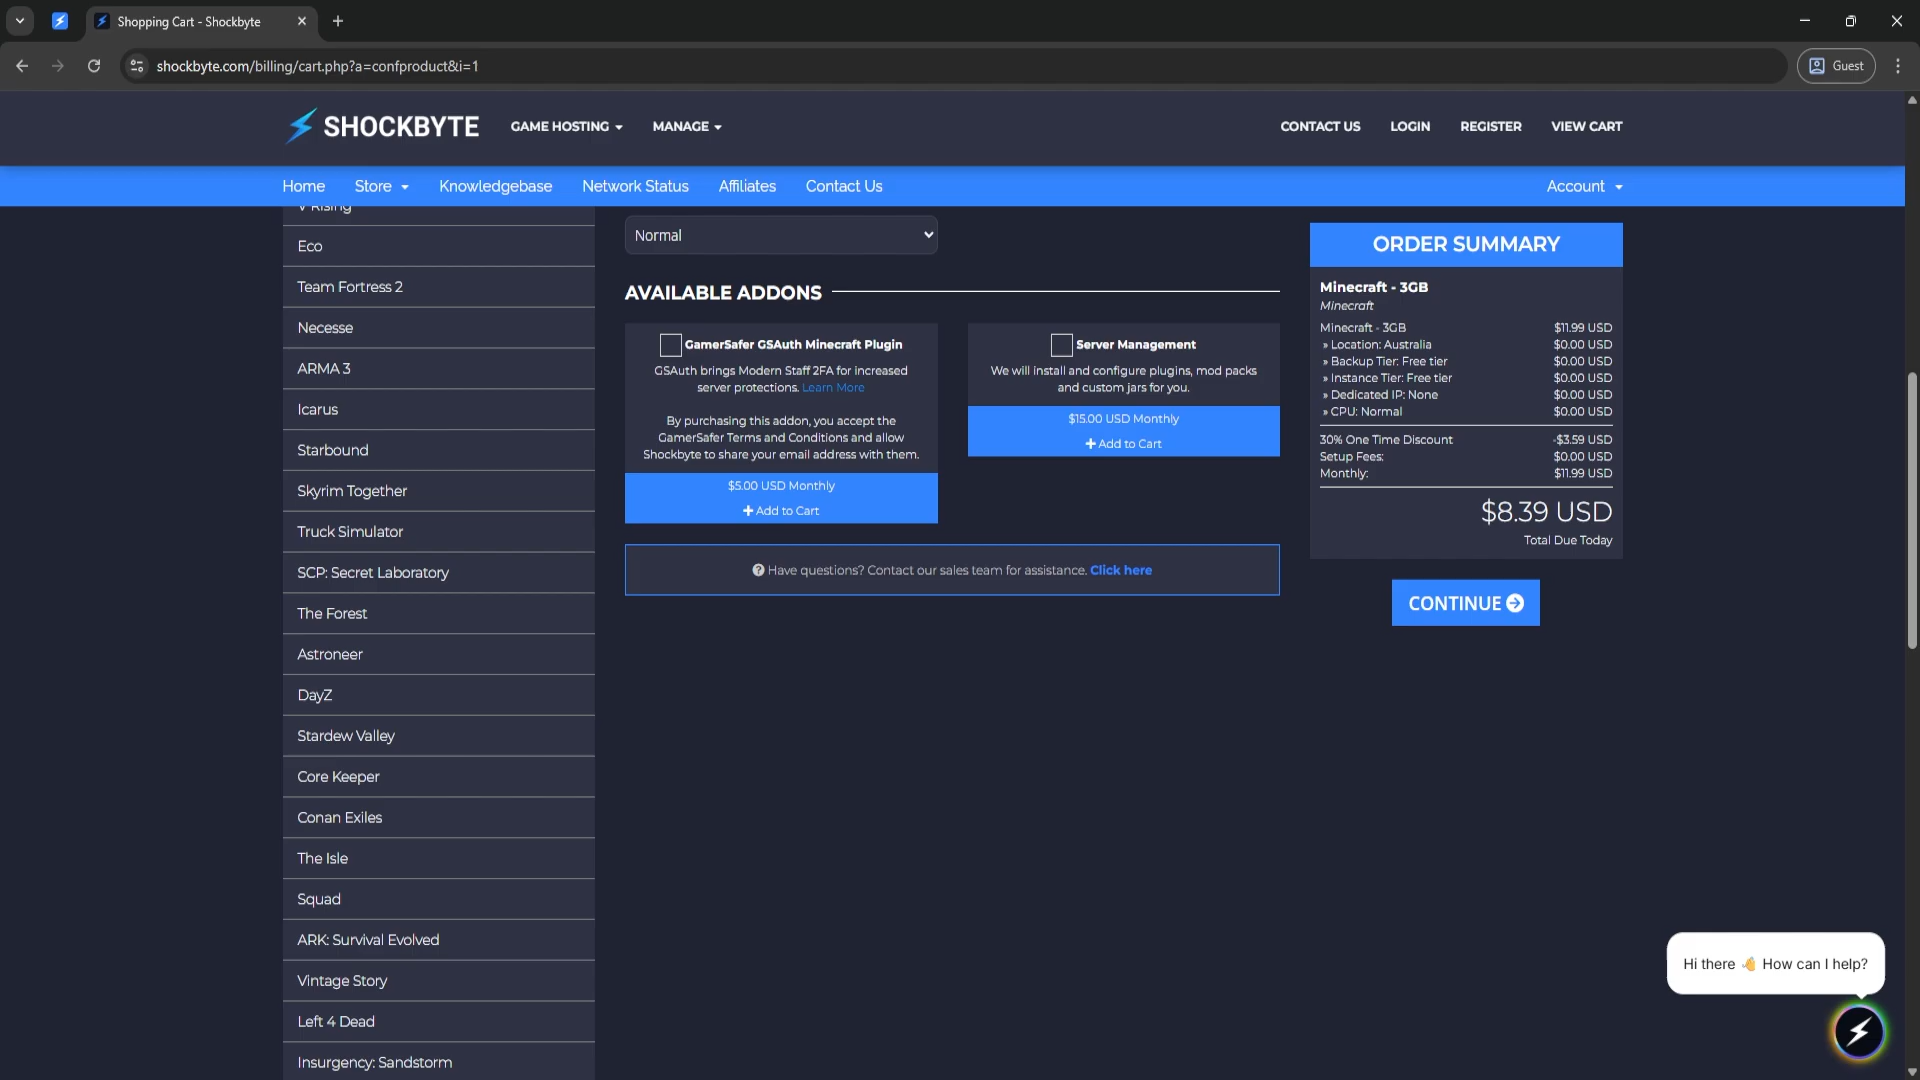 Shopping Cart - Shockbyte
shockbyte.com/billing/cart.php?a=confproduct&i=1
Guest
SHOCKBYTE
GAME HOSTING
MANAGE
CONTACT US
LOGIN
REGISTER
VIEW CART
Home
Store
Knowledgebase
Network Status
Affiliates
Contact Us
Account
V Rising
Eco
Team Fortress 2
Necesse
ARMA 3
Icarus
Starbound
Skyrim Together
Truck Simulator
SCP: Secret Laboratory
The Forest
Astroneer
DayZ
Stardew Valley
Core Keeper
Conan Exiles
The Isle
Squad
ARK: Survival Evolved
Vintage Story
Left 4 Dead
Insurgency: Sandstorm
Normal
AVAILABLE ADDONS
GamerSafer GSAuth Minecraft Plugin
GSAuth brings Modern Staff 2FA for increased
server protections. Learn More
By purchasing this addon, you accept the
GamerSafer Terms and Conditions and allow
Shockbyte to share your email address with them.
$5.00 USD Monthly
+ Add to Cart
Server Management
We will install and configure plugins, mod packs
and custom jars for you.
$15.00 USD Monthly
+ Add to Cart
Have questions? Contact our sales team for assistance. Click here
ORDER SUMMARY
Minecraft - 3GB
Minecraft
Minecraft - 3GB $11.99 USD
» Location: Australia $0.00 USD
» Backup Tier: Free tier $0.00 USD
» Instance Tier: Free tier $0.00 USD
» Dedicated IP: None $0.00 USD
» CPU: Normal $0.00 USD
30% One Time Discount -$3.59 USD
Setup Fees: $0.00 USD
Monthly: $11.99 USD
$8.39 USD
Total Due Today
CONTINUE
Hi there 👋 How can I help?